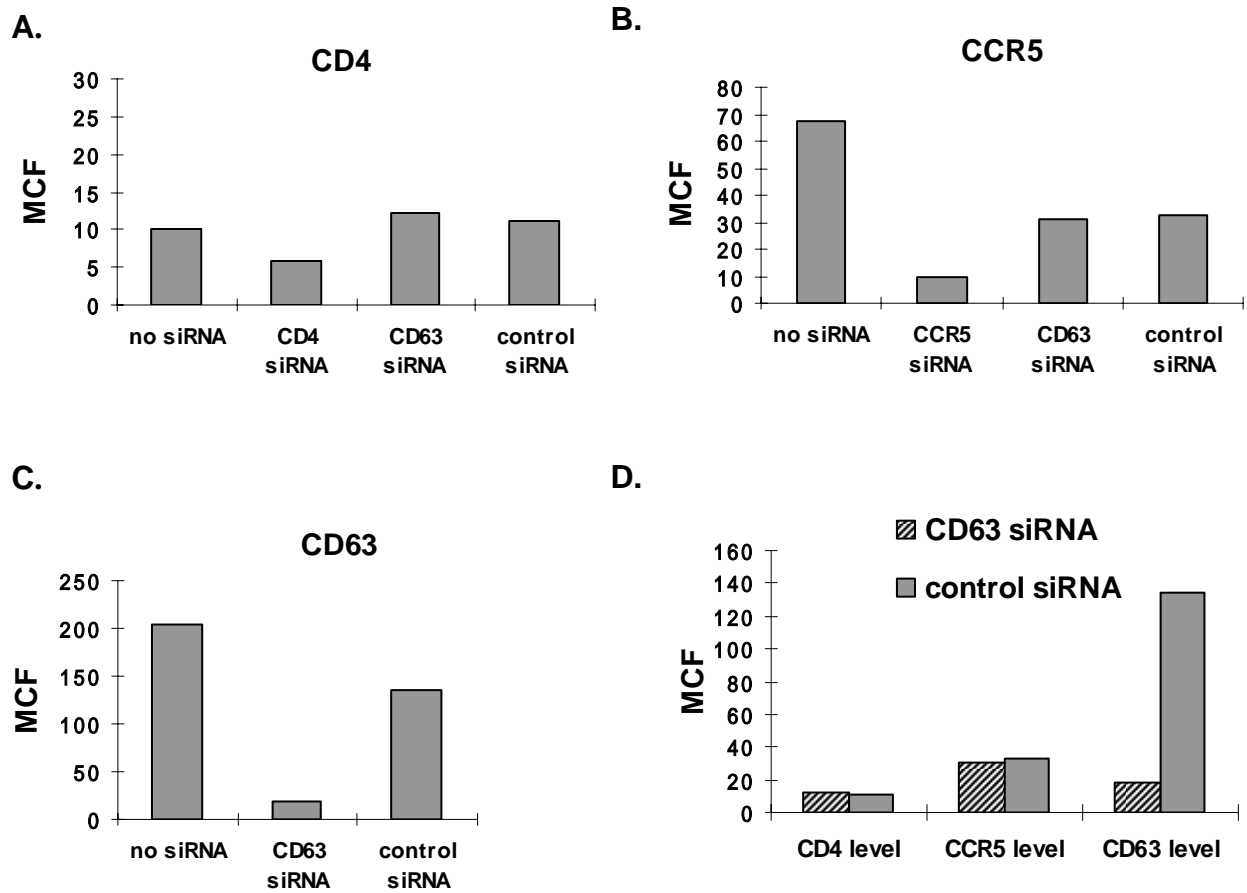 A.
CD4
30
25
20
15
10
5
0
MCF
no siRNA
CD4
siRNA
CD63
siRNA
control
siRNA
B.
CCR5
80
70
60
50
40
30
20
10
0
MCF
no siRNA
CCR5
siRNA
CD63
siRNA
control
siRNA
C.
CD63
250
200
150
100
50
0
MCF
no siRNA
CD63
siRNA
control
siRNA
D.
CD63 siRNA
control siRNA
160
140
120
100
80
60
40
20
0
MCF
CD4 level
CCR5 level
CD63 level